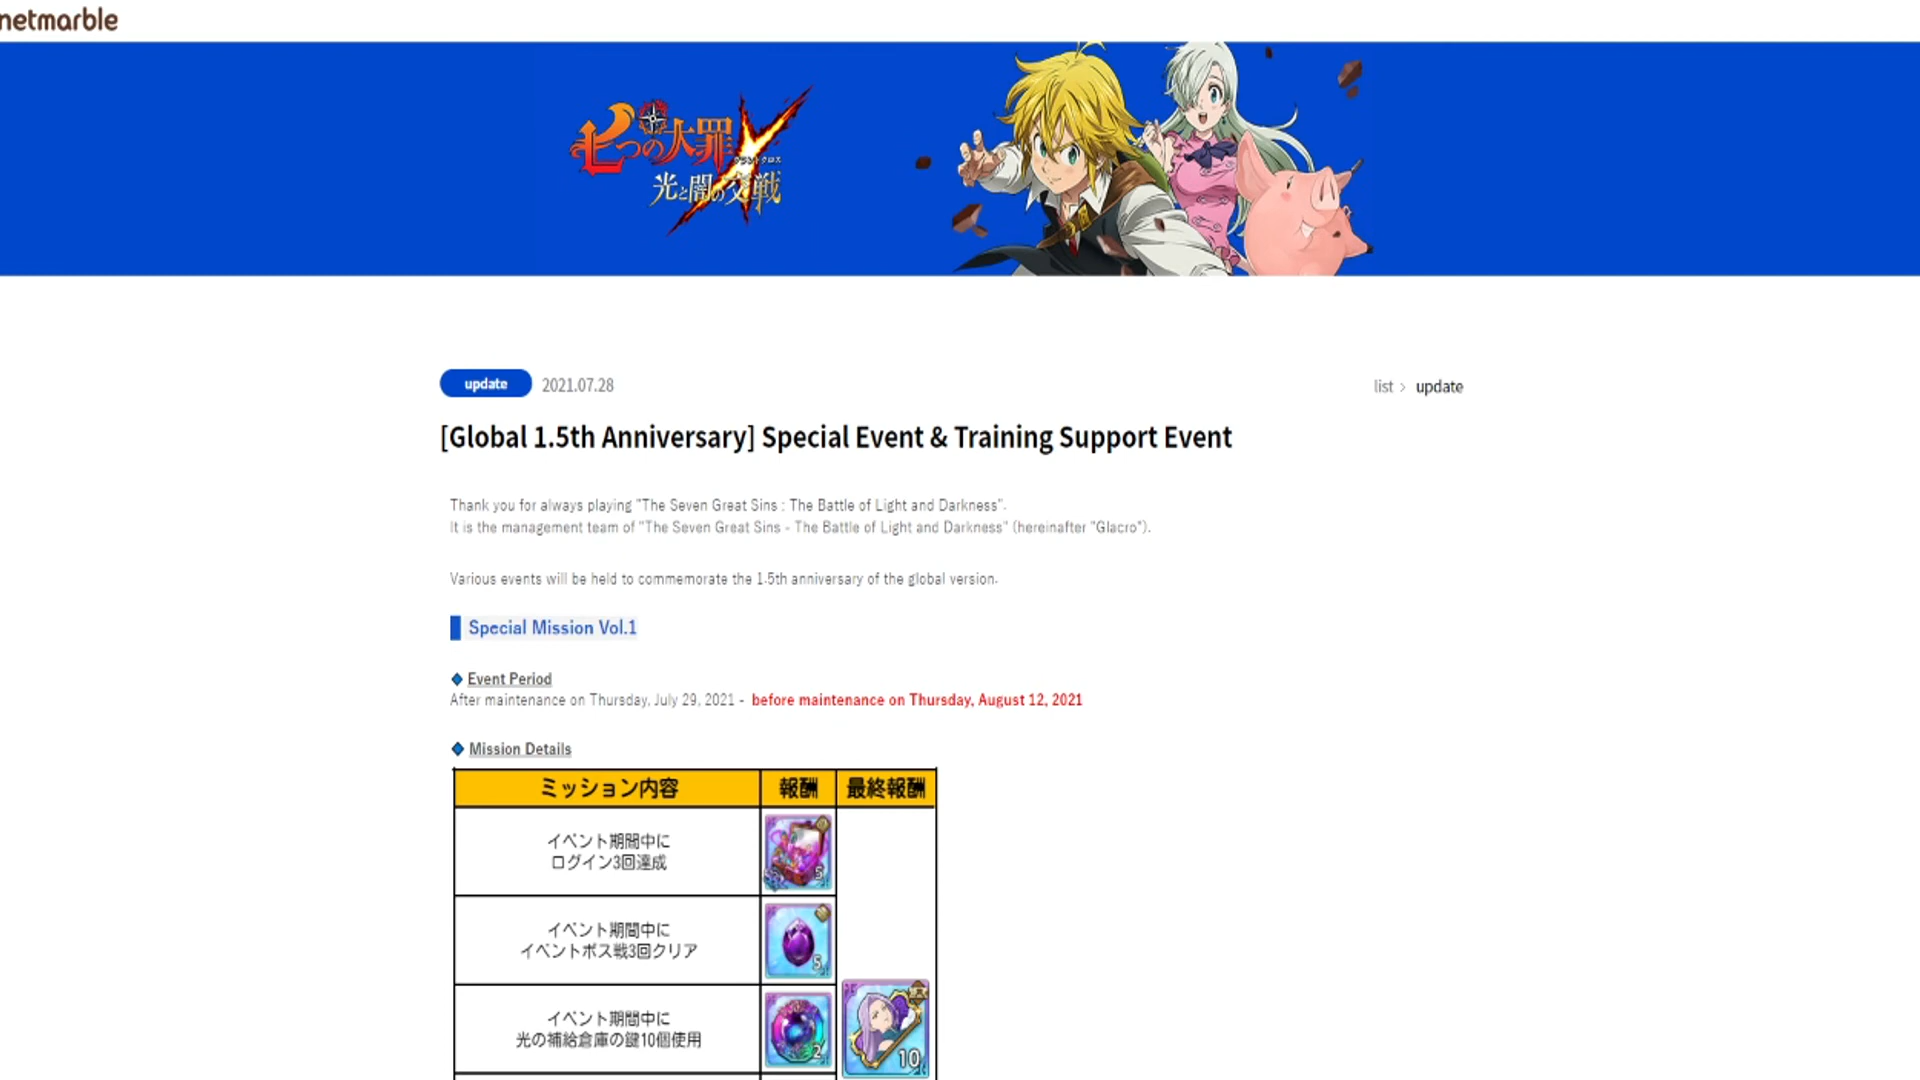 netmarble
七つの大罪
グランドクロス
光と闇の交戦
update 2021.07.28
list > update
[Global 1.5th Anniversary] Special Event & Training Support Event
Thank you for always playing "The Seven Great Sins : The Battle of Light and Darkness".
It is the management team of "The Seven Great Sins - The Battle of Light and Darkness" (hereinafter "Glacro").
Various events will be held to commemorate the 1.5th anniversary of the global version.
Special Mission Vol.1
◆ Event Period
After maintenance on Thursday, July 29, 2021 - before maintenance on Thursday, August 12, 2021
◆ Mission Details
ミッション内容 報酬 最終報酬
イベント期間中に
ログイン3回達成
5
イベント期間中に
イベントボス戦3回クリア
5
イベント期間中に
光の補給倉庫の鍵10個使用
2
10